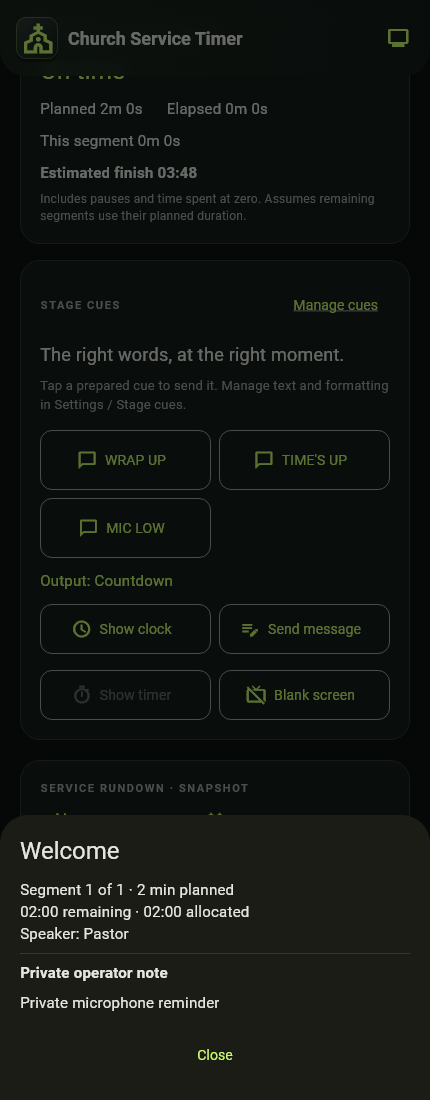 Church Service Timer
On time
Planned 2m 0s Elapsed 0m 0s
This segment 0m 0s
Estimated finish 03:48
Includes pauses and time spent at zero. Assumes remaining
segments use their planned duration.
STAGE CUES Manage cues
The right words, at the right moment.
Tap a prepared cue to send it. Manage text and formatting
in Settings / Stage cues.
WRAP UP TIME'S UP
MIC LOW
Output: Countdown
Show clock Send message
Show timer Blank screen
SERVICE RUNDOWN · SNAPSHOT
Welcome
Segment 1 of 1 · 2 min planned
02:00 remaining · 02:00 allocated
Speaker: Pastor
Private operator note
Private microphone reminder
Close